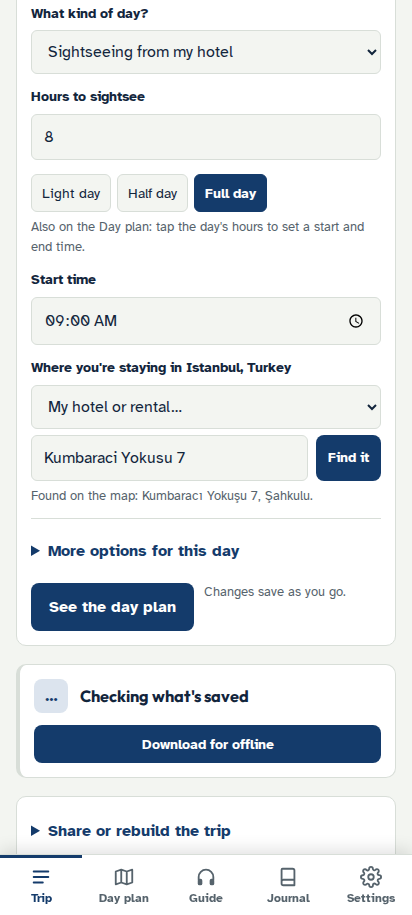 What kind of day?
Sightseeing from my hotel
Hours to sightsee
8
Light day
Half day
Full day
Also on the Day plan: tap the day's hours to set a start and
end time.
Start time
09:00 AM
Where you're staying in Istanbul, Turkey
My hotel or rental...
Kumbaraci Yokusu 7
Find it
Found on the map: Kumbaracı Yokuşu 7, Şahkulu.
More options for this day
See the day plan
Changes save as you go.
...
Checking what's saved
Download for offline
Share or rebuild the trip
Trip
Day plan
Guide
Journal
Settings